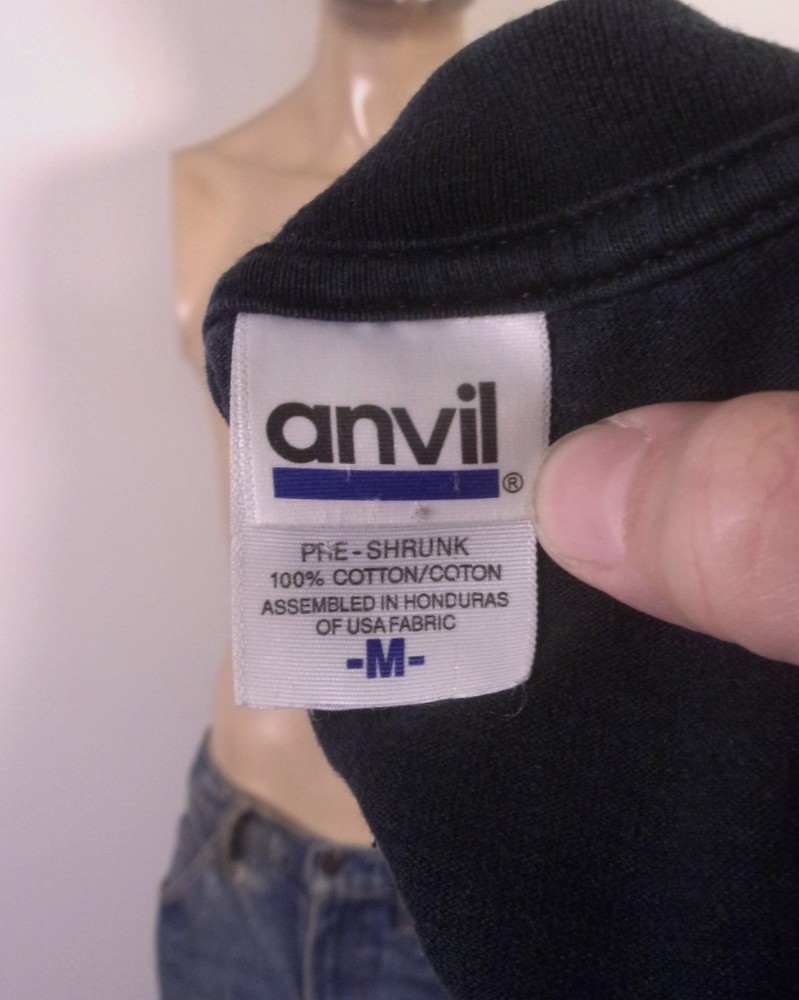 anvil®
PRE-SHRUNK
100% COTTON/COTON
ASSEMBLED IN HONDURAS
OF USA FABRIC
-M-